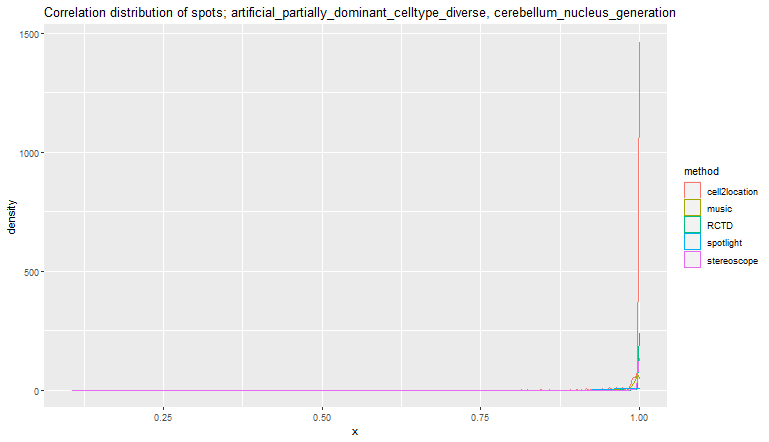 Correlation distribution of spots; artificial_partially_dominant_celltype_diverse, cerebellum_nucleus_generation
1500
1000
500
0
density
0.25
0.50
0.75
1.00
x
method
cell2location
music
RCTD
spotlight
stereoscope